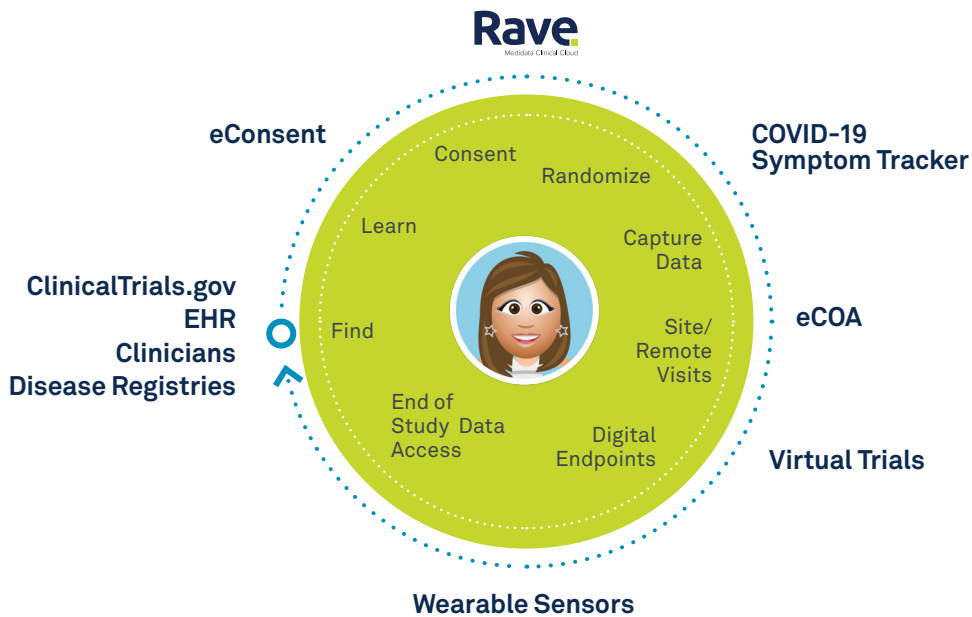 Rave
Medidata Clinical Cloud
eConsent
COVID-19
Symptom Tracker
Consent
Randomize
Learn
Capture
Data
ClinicalTrials.gov
EHR
Clinicians
Disease Registries
Find
Site/
Remote
Visits
eCOA
End of
Study Data
Access
Digital
Endpoints
Virtual Trials
Wearable Sensors